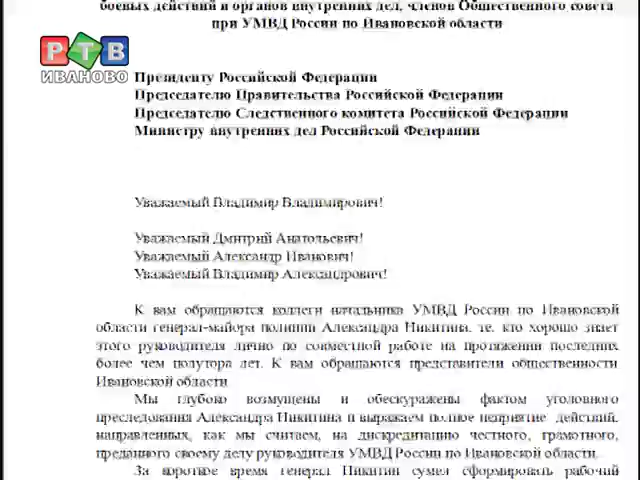 боевых действий и органов внутренних дел, членов Общественного совета
при УМВД России по Ивановской области
РТВ
ИВАНОВО
Президенту Российской Федерации
Председателю Правительства Российской Федерации
Председателю Следственного комитета Российской Федерации
Министру внутренних дел Российской Федерации
Уважаемый Владимир Владимирович!
Уважаемый Дмитрий Анатольевич!
Уважаемый Александр Иванович!
Уважаемый Владимир Александрович!
К вам обращаются коллеги начальника УМВД России по Ивановской
области генерал-майора полиции Александра Никитина, те, кто хорошо знает
этого руководителя лично по совместной работе на протяжении последних
более чем полутора лет. К вам обращаются представители общественности
Ивановской области
Мы глубоко возмущены и обескуражены фактом уголовного
преследования Александра Никитина и выражаем полное неприятие действий,
направленных, как мы считаем, на дискредитацию честного, грамотного,
преданного своему делу руководителя УМВД России по Ивановской области.
За короткое время генерал Никитин сумел сформировать рабочий